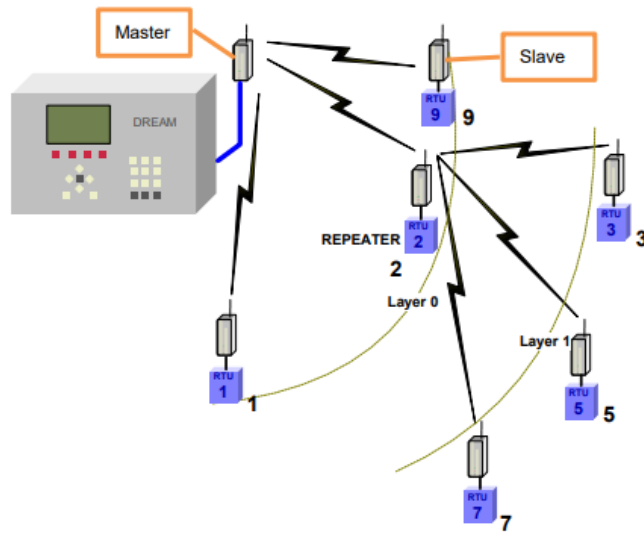 Master
Slave
DREAM
RTU
9
9
RTU
2
REPEATER
2
RTU
3
3
Layer 0
Layer 1
RTU
1
1
RTU
5
5
RTU
7
7